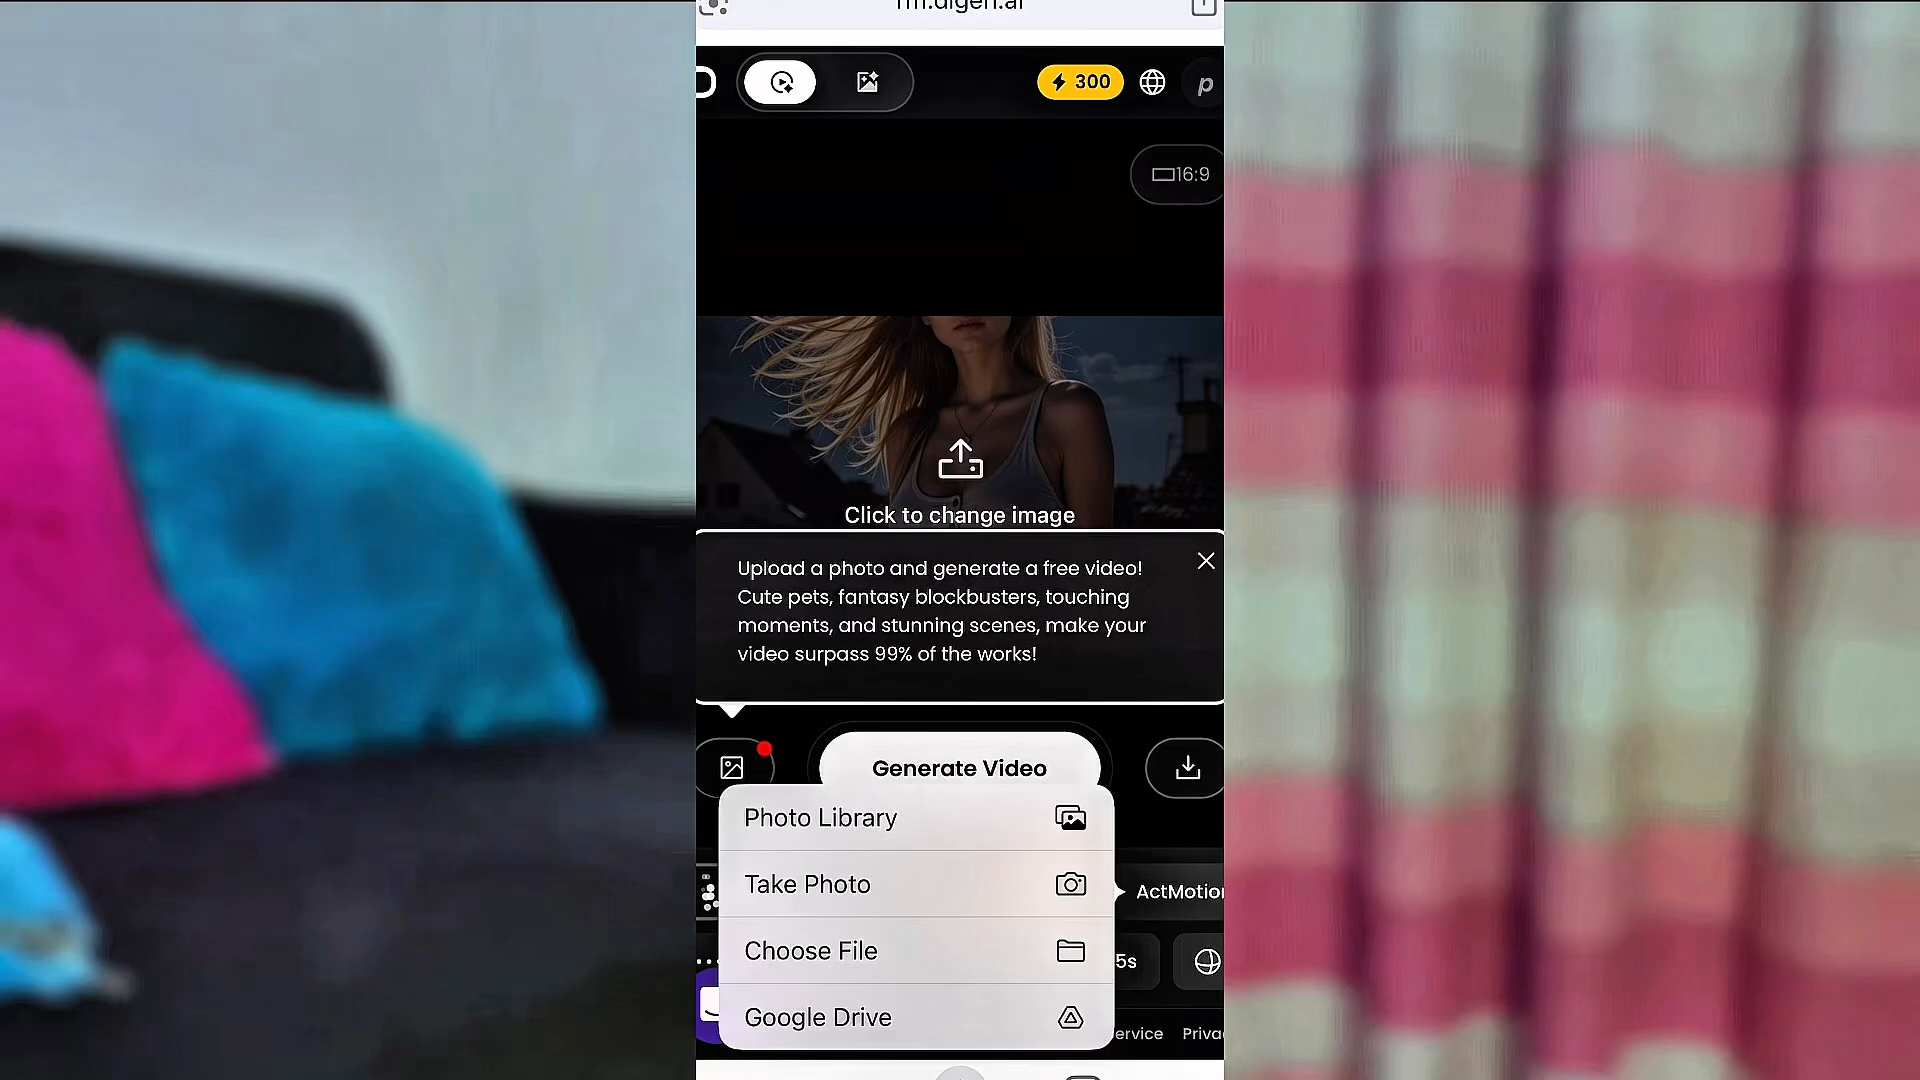 300
p
16:9
Click to change image
Upload a photo and generate a free video!
Cute pets, fantasy blockbusters, touching
moments, and stunning scenes, make your
video surpass 99% of the works!
Generate Video
Photo Library
Take Photo
ActMotion
Choose File
5s
Google Drive
ervice
Priva